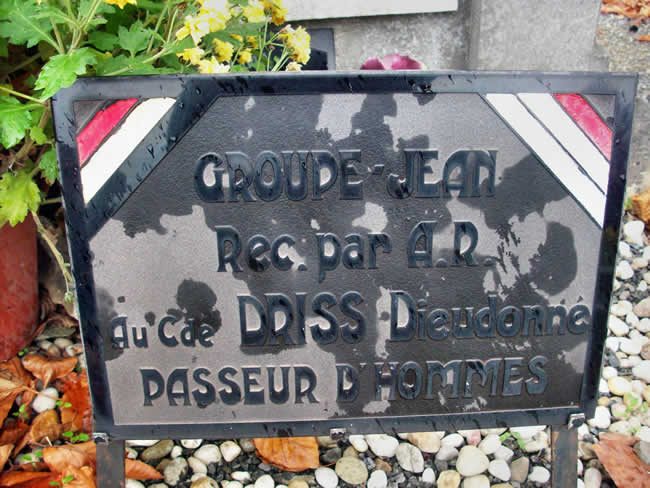 GROUPE-JEAN
Rec. par A.R.
Au Cde DRISS Dieudonné
PASSEUR D'HOMMES